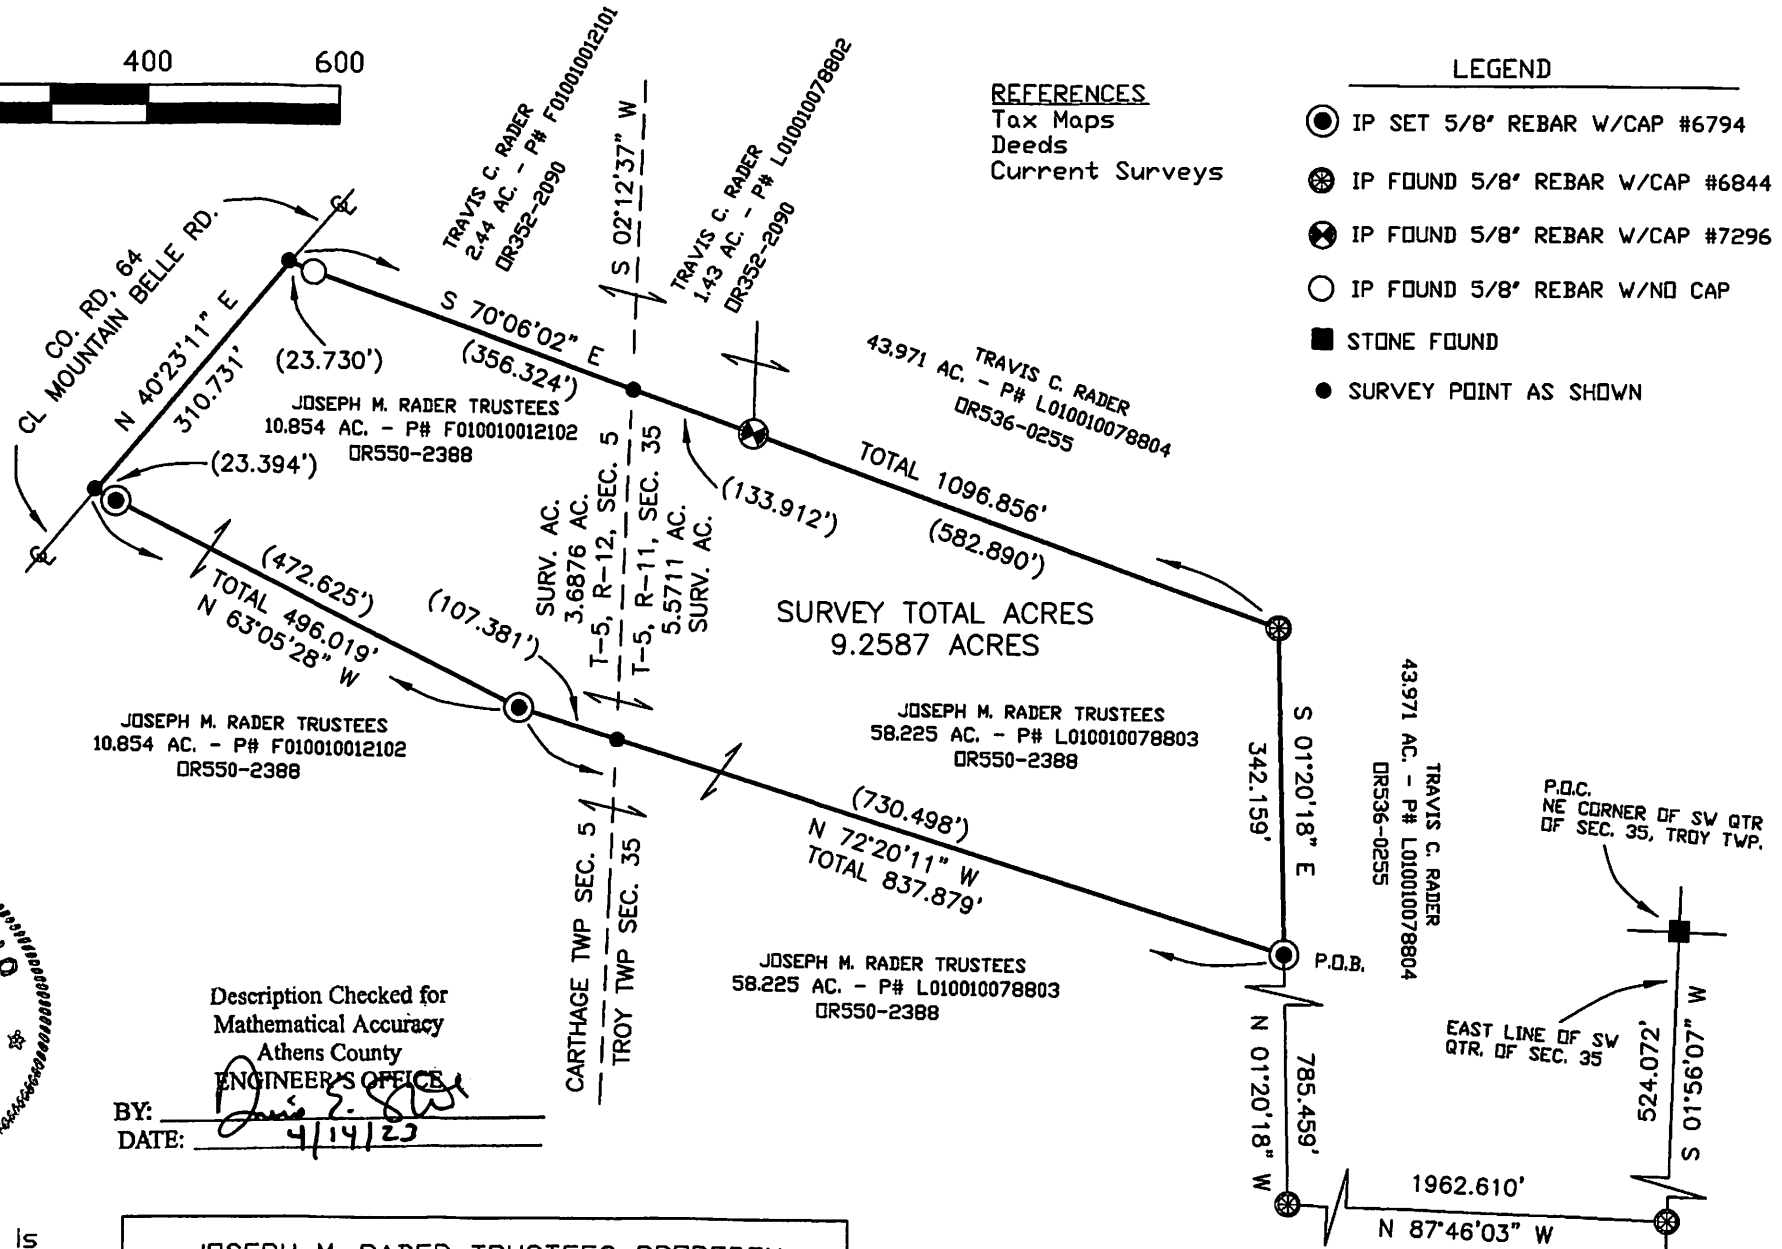 400 600
REFERENCES
Tax Maps
Deeds
Current Surveys
LEGEND
IP SET 5/8" REBAR W/CAP #6794
IP FOUND 5/8" REBAR W/CAP #6844
IP FOUND 5/8" REBAR W/CAP #7296
IP FOUND 5/8" REBAR W/NO CAP
STONE FOUND
SURVEY POINT AS SHOWN
TRAVIS C. RADER
2.44 AC. - P# F010010012101
OR352-2090
S 02°12'37" W
TRAVIS C. RADER
1.43 AC. - P# L010010078802
OR352-2090
CO. RD, 64
CL MOUNTAIN BELLE RD.
CL
CL
N 40°23'11" E
310.731'
(23.730')
S 70°06'02" E
(356.324')
JOSEPH M. RADER TRUSTEES
10.854 AC. - P# F010010012102
OR550-2388
(23.394')
(133.912')
TRAVIS C. RADER
43.971 AC. - P# L010010078804
OR536-0255
TOTAL 1096.856'
(582.890')
SURV. AC.
3.6876 AC.
T-5, R-12, SEC. 5
T-5, R-11, SEC. 35
5.5711 AC.
SURV. AC.
(472.625')
TOTAL 496.019'
N 63°05'28" W
(107.381')
SURVEY TOTAL ACRES
9.2587 ACRES
JOSEPH M. RADER TRUSTEES
10.854 AC. - P# F010010012102
OR550-2388
JOSEPH M. RADER TRUSTEES
58.225 AC. - P# L010010078803
OR550-2388
S 01°20'18" E
342.159'
TRAVIS C. RADER
43.971 AC. - P# L010010078804
OR536-0255
(730.498')
N 72°20'11" W
TOTAL 837.879'
CARTHAGE TWP SEC. 5
TROY TWP SEC. 35
JOSEPH M. RADER TRUSTEES
58.225 AC. - P# L010010078803
OR550-2388
P.O.B.
P.O.C.
NE CORNER OF SW QTR
OF SEC. 35, TROY TWP.
EAST LINE OF SW
QTR. OF SEC. 35
524.072'
S 01°56'07" W
N 01°20'18" W
785.459'
1962.610'
N 87°46'03" W
Description Checked for
Mathematical Accuracy
Athens County
ENGINEER'S OFFICE
BY:
DATE: 4/14/23
ls
JOSEPH M. RADER TRUSTEES PROPERTY